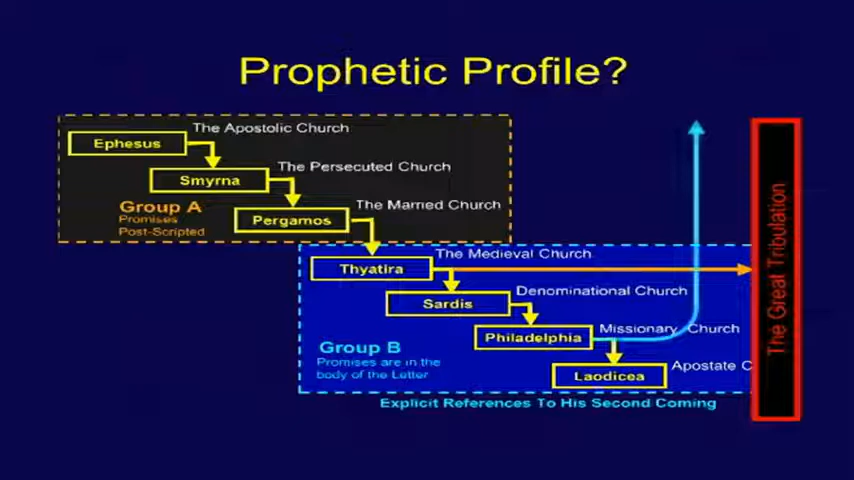 Prophetic Profile?
Ephesus
The Apostolic Church
Smyrna
The Persecuted Church
Group A
Promises
Post-Scripted
Pergamos
The Married Church
Thyatira
The Medieval Church
Sardis
Denominational Church
Philadelphia
Missionary Church
Group B
Promises are in the
body of the Letter
Laodicea
Apostate C
Explicit References To His Second Coming
The Great Tribulation